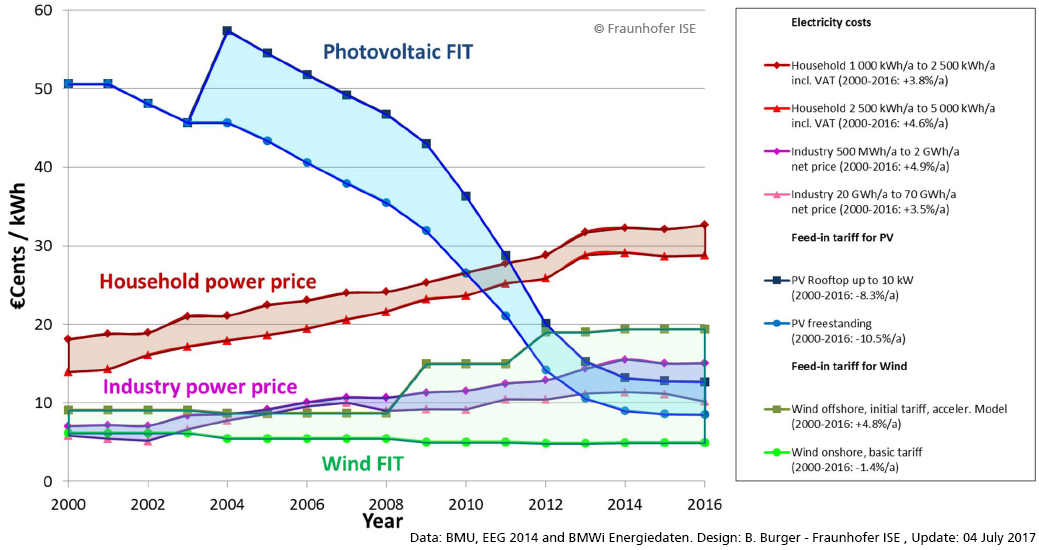 60
50
40
30
20
10
0
€Cents / kWh
© Fraunhofer ISE
Photovoltaic FIT
Household power price
Industry power price
Wind FIT
2000 2002 2004 2006 2008 2010 2012 2014 2016
Year
Electricity costs
Household 1 000 kWh/a to 2 500 kWh/a
incl. VAT (2000-2016: +3.8%/a)
Household 2 500 kWh/a to 5 000 kWh/a
incl. VAT (2000-2016: +4.6%/a)
Industry 500 MWh/a to 2 GWh/a
net price (2000-2016: +4.9%/a)
Industry 20 GWh/a to 70 GWh/a
net price (2000-2016: +3.5%/a)
Feed-in tariff for PV
PV Rooftop up to 10 kW
(2000-2016: -8.3%/a)
PV freestanding
(2000-2016: -10.5%/a)
Feed-in tariff for Wind
Wind offshore, initial tariff, acceler. Model
(2000-2016: +4.8%/a)
Wind onshore, basic tariff
(2000-2016: -1.4%/a)
Data: BMU, EEG 2014 and BMWi Energiedaten. Design: B. Burger - Fraunhofer ISE , Update: 04 July 2017